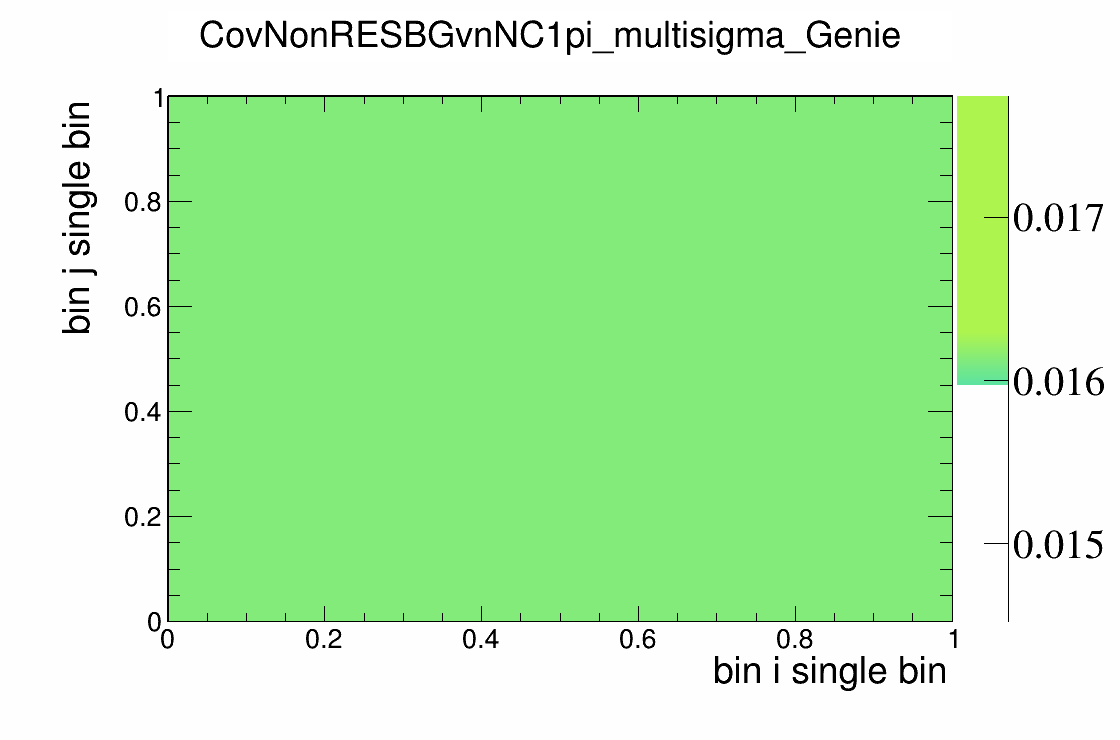 CovNonRESBGvnNC1pi_multisigma_Genie
bin j single bin
1
0.8
0.6
0.4
0.2
0
0 0.2 0.4 0.6 0.8 1
bin i single bin
0.017
0.016
0.015